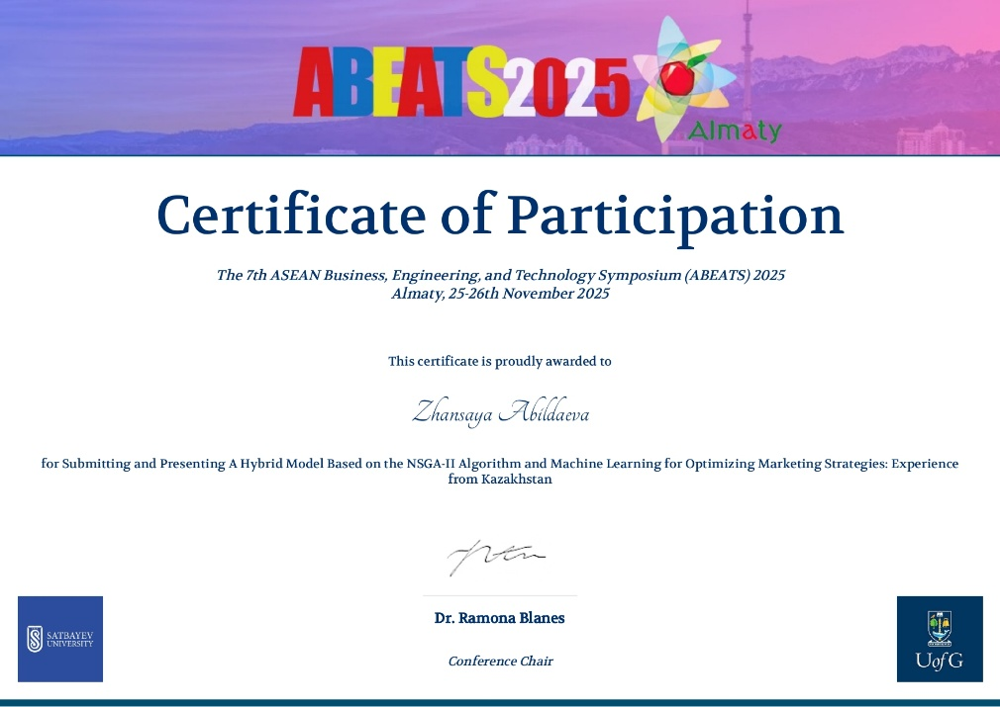 ABEATS2025
Almaty
Certificate of Participation
The 7th ASEAN Business, Engineering, and Technology Symposium (ABEATS) 2025
Almaty, 25-26th November 2025
This certificate is proudly awarded to
Zhansaya Abildaeva
for Submitting and Presenting A Hybrid Model Based on the NSGA-II Algorithm and Machine Learning for Optimizing Marketing Strategies: Experience
from Kazakhstan
Dr. Ramona Blanes
Conference Chair
SATBAYEV
UNIVERSITY
UofG